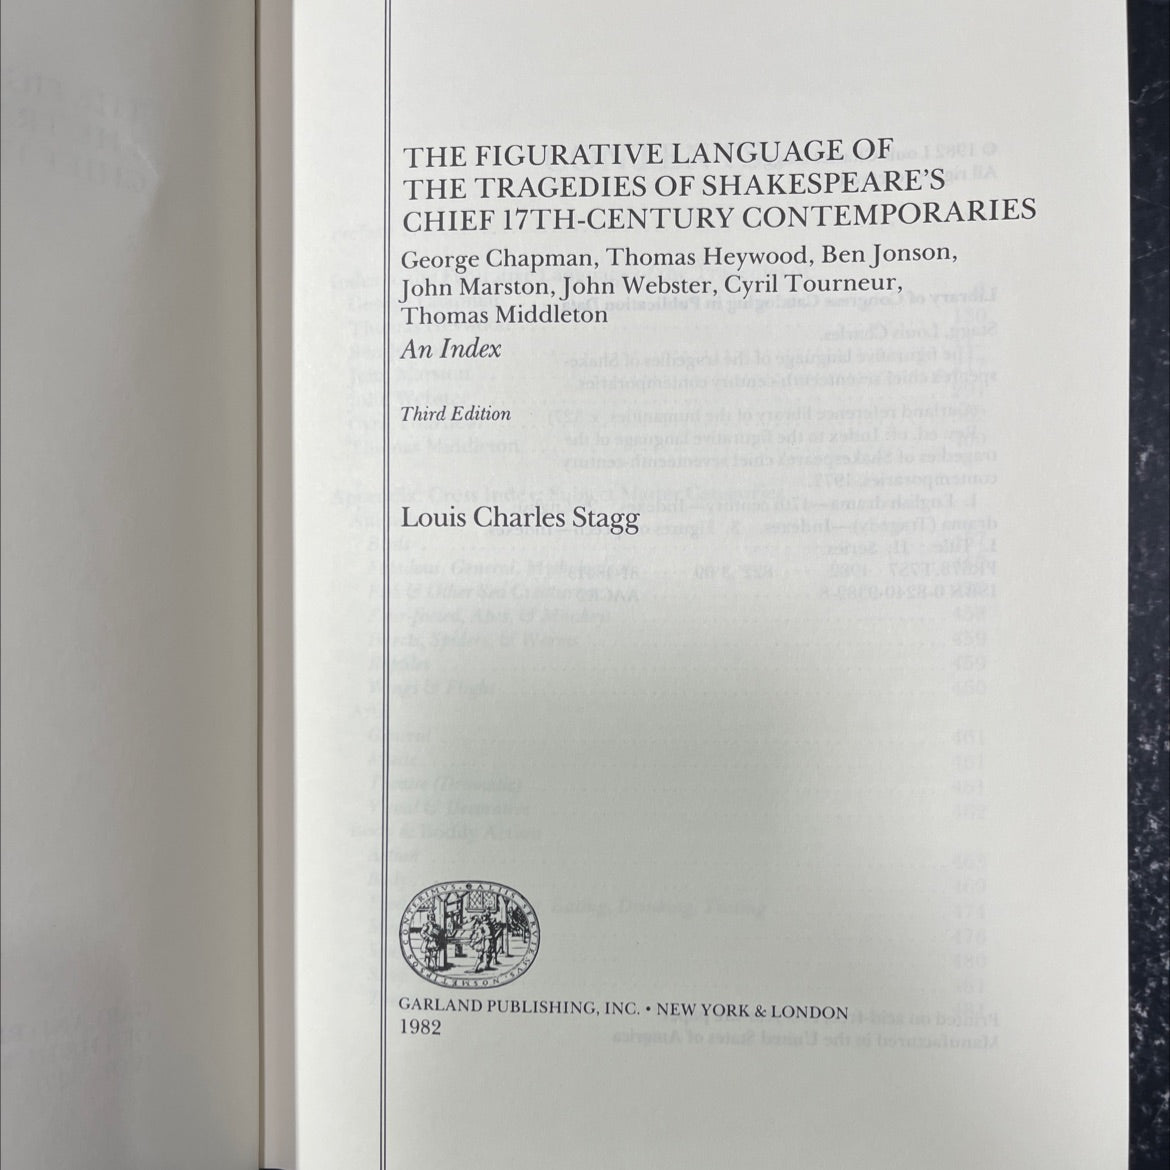 THE FIGURATIVE LANGUAGE OF
THE TRAGEDIES OF SHAKESPEARE'S
CHIEF 17TH-CENTURY CONTEMPORARIES
George Chapman, Thomas Heywood, Ben Jonson,
John Marston, John Webster, Cyril Tourneur,
Thomas Middleton
An Index
Third Edition
Louis Charles Stagg
GARLAND PUBLISHING, INC. • NEW YORK & LONDON
1982